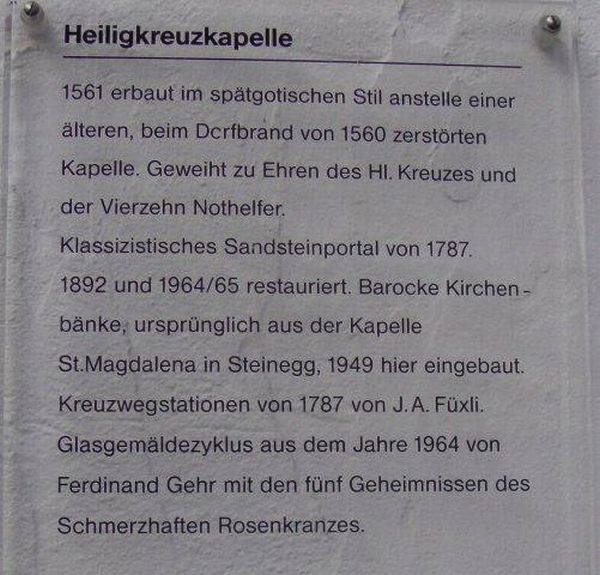 Heiligkreuzkapelle
1561 erbaut im spätgotischen Stil anstelle einer
älteren, beim Dcrfbrand von 1560 zerstörten
Kapelle. Geweiht zu Ehren des Hl. Kreuzes und
der Vierzehn Nothelfer.
Klassizistisches Sandsteinportal von 1787.
1892 und 1964/65 restauriert. Barocke Kirchen-
bänke, ursprünglich aus der Kapelle
St.Magdalena in Steinegg, 1949 hier eingebaut.
Kreuzwegstationen von 1787 von J.A. Füxli.
Glasgemäldezyklus aus dem Jahre 1964 von
Ferdinand Gehr mit den fünf Geheimnissen des
Schmerzhaften Rosenkranzes.